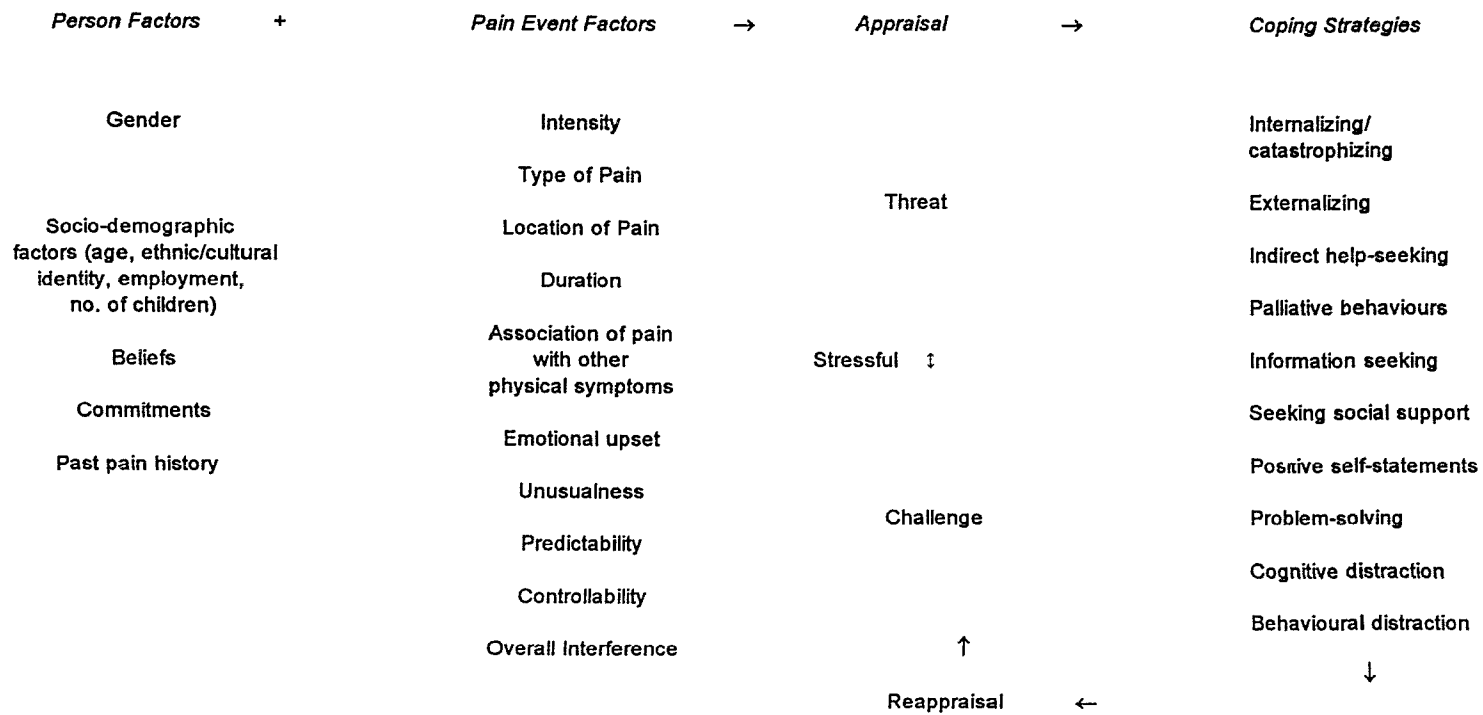 Person Factors + Pain Event Factors → Appraisal → Coping Strategies
Gender
Socio-demographic
factors (age, ethnic/cultural
identity, employment,
no. of children)
Beliefs
Commitments
Past pain history
Intensity
Type of Pain
Location of Pain
Duration
Association of pain
with other
physical symptoms
Emotional upset
Unusualness
Predictability
Controllability
Overall Interference
Threat
Stressful ↕
Challenge
↑
Reappraisal ←
Internalizing/
catastrophizing
Externalizing
Indirect help-seeking
Palliative behaviours
Information seeking
Seeking social support
Positive self-statements
Problem-solving
Cognitive distraction
Behavioural distraction
↓